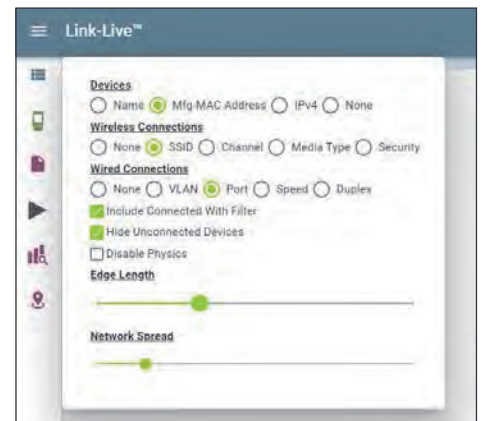 Link-Live™
Devices
Name Mfg-MAC Address IPv4 None
Wireless Connections
None SSID Channel Media Type Security
Wired Connections
None VLAN Port Speed Duplex
Include Connected With Filter
Hide Unconnected Devices
Disable Physics
Edge Length
Network Spread